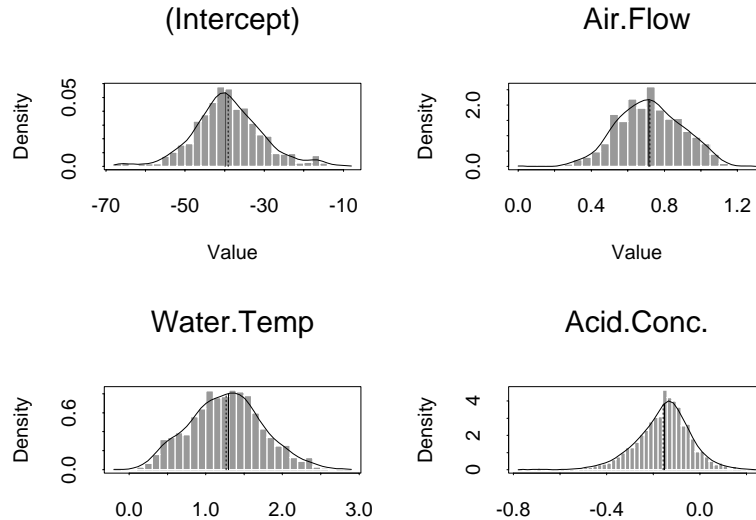 (Intercept)
Density
0.0 0.05
-70 -50 -30 -10
Value
Air.Flow
Density
0.0 2.0
0.0 0.4 0.8 1.2
Value
Water.Temp
Density
0.0 0.6
0.0 1.0 2.0 3.0
Acid.Conc.
Density
0 2 4
-0.8 -0.4 0.0